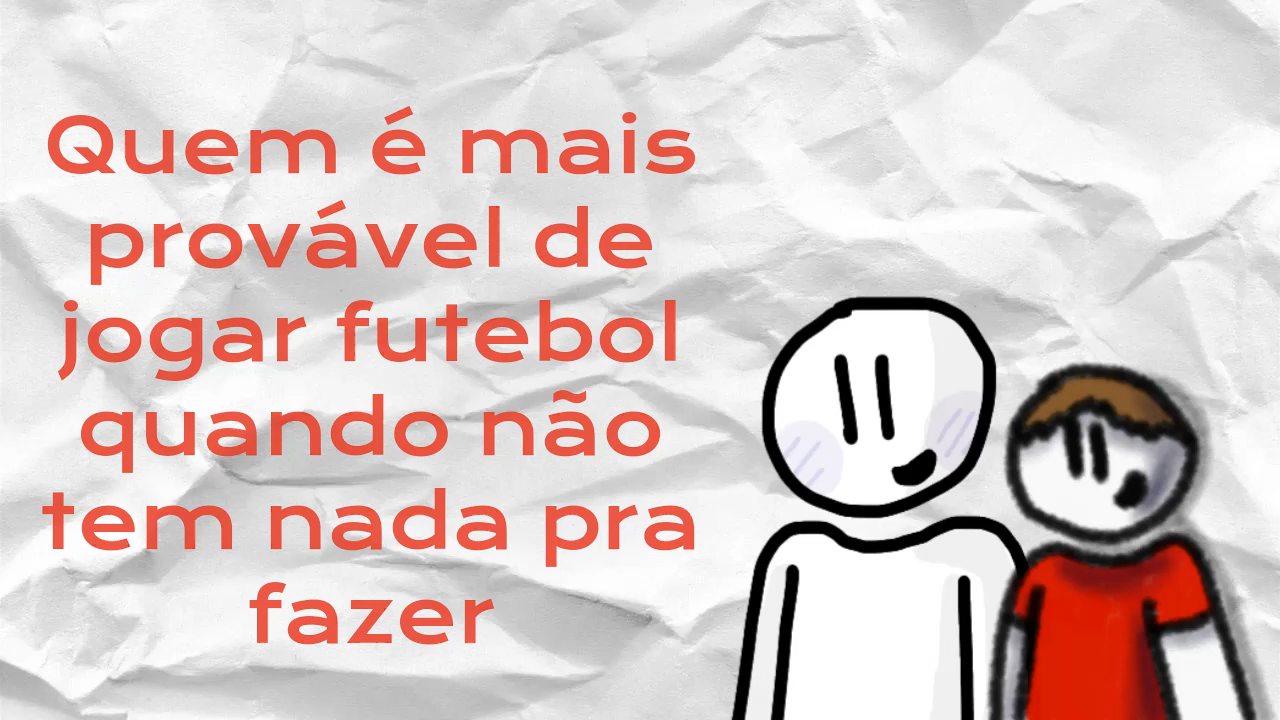 Quem é mais
provável de
jogar futebol
quando não
tem nada pra
fazer